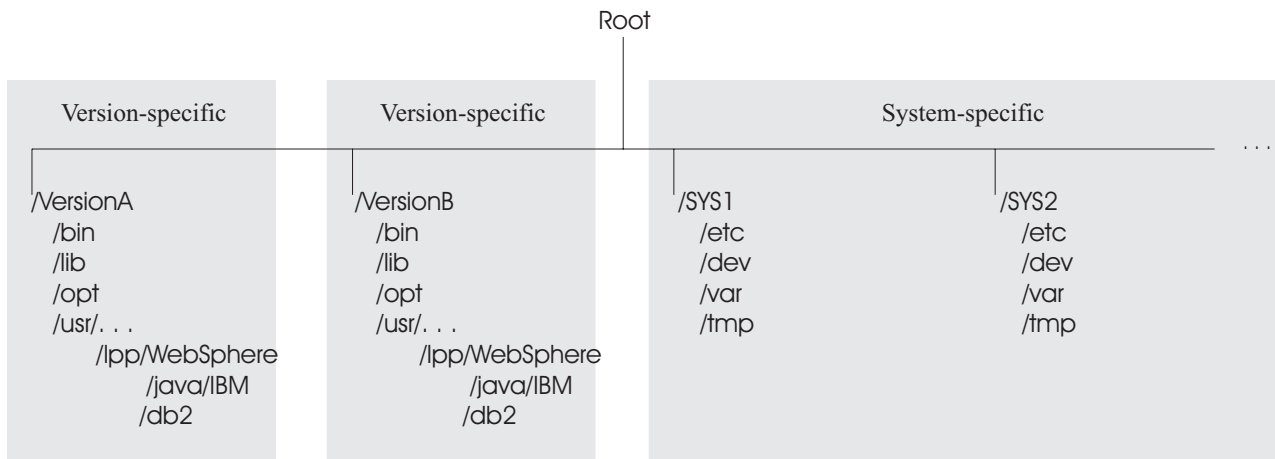 Root
Version-specific
Version-specific
System-specific
. . .
/VersionA
/bin
/lib
/opt
/usr/. . .
/lpp/WebSphere
/java/IBM
/db2
/VersionB
/bin
/lib
/opt
/usr/. . .
/lpp/WebSphere
/java/IBM
/db2
/SYS1
/etc
/dev
/var
/tmp
/SYS2
/etc
/dev
/var
/tmp